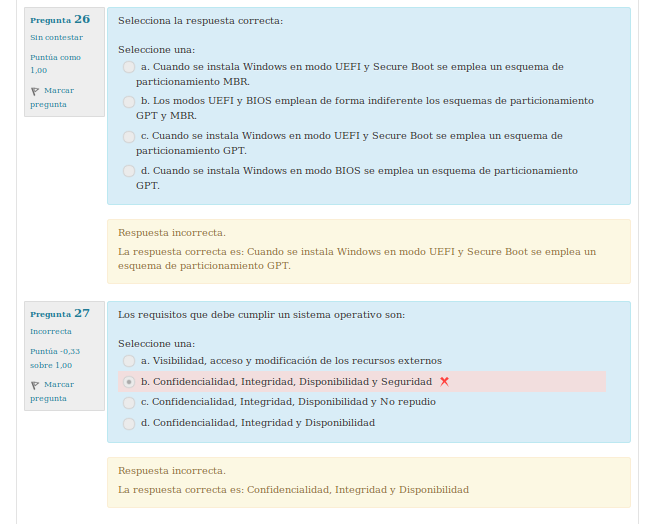 Pregunta 26
Sin contestar
Puntúa como
1,00
Marcar
pregunta
Selecciona la respuesta correcta:
Seleccione una:
a. Cuando se instala Windows en modo UEFI y Secure Boot se emplea un esquema de
particionamiento MBR.
b. Los modos UEFI y BIOS emplean de forma indiferente los esquemas de particionamiento
GPT y MBR.
c. Cuando se instala Windows en modo UEFI y Secure Boot se emplea un esquema de
particionamiento GPT.
d. Cuando se instala Windows en modo BIOS se emplea un esquema de particionamiento
GPT.
Respuesta incorrecta.
La respuesta correcta es: Cuando se instala Windows en modo UEFI y Secure Boot se emplea un
esquema de particionamiento GPT.
Pregunta 27
Incorrecta
Puntúa -0,33
sobre 1,00
Marcar
pregunta
Los requisitos que debe cumplir un sistema operativo son:
Seleccione una:
a. Visibilidad, acceso y modificación de los recursos externos
b. Confidencialidad, Integridad, Disponibilidad y Seguridad
c. Confidencialidad, Integridad, Disponibilidad y No repudio
d. Confidencialidad, Integridad y Disponibilidad
Respuesta incorrecta.
La respuesta correcta es: Confidencialidad, Integridad y Disponibilidad